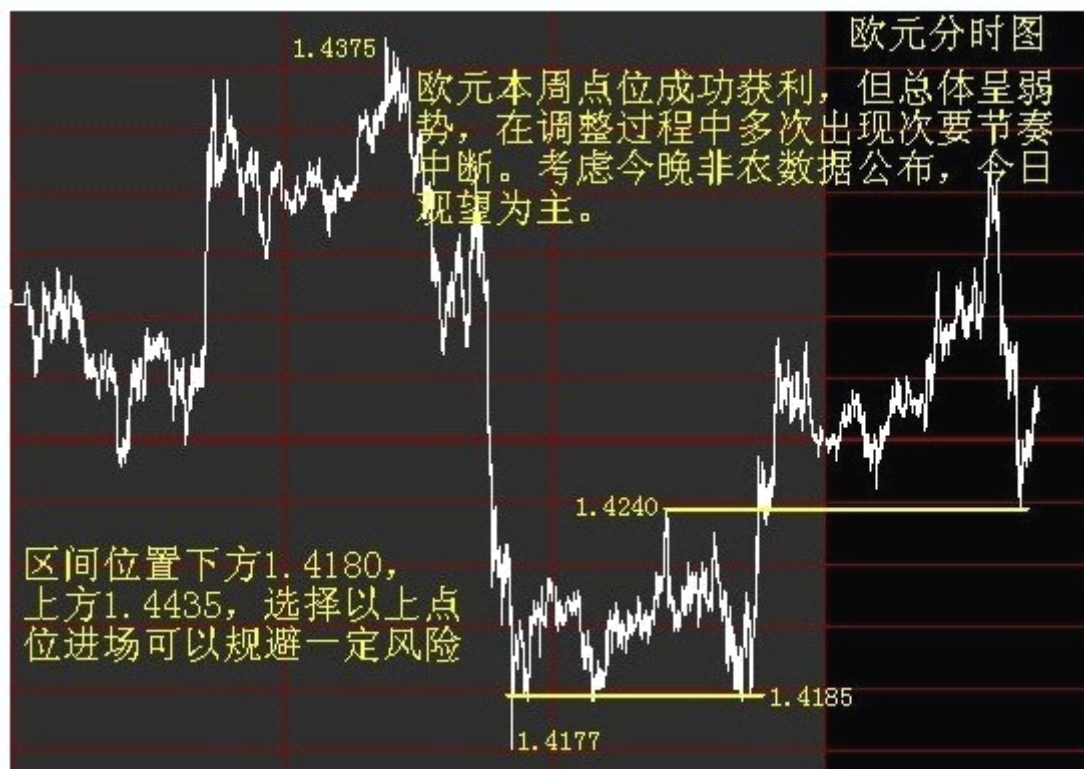 欧元分时图
1.4375
欧元本周点位成功获利，但总体呈弱
势，在调整过程中多次出现次要节奏
中断。考虑今晚非农数据公布，今日
观望为主。
1.4240
区间位置下方1.4180，
上方1.4435，选择以上点
位进场可以规避一定风险
1.4185
1.4177